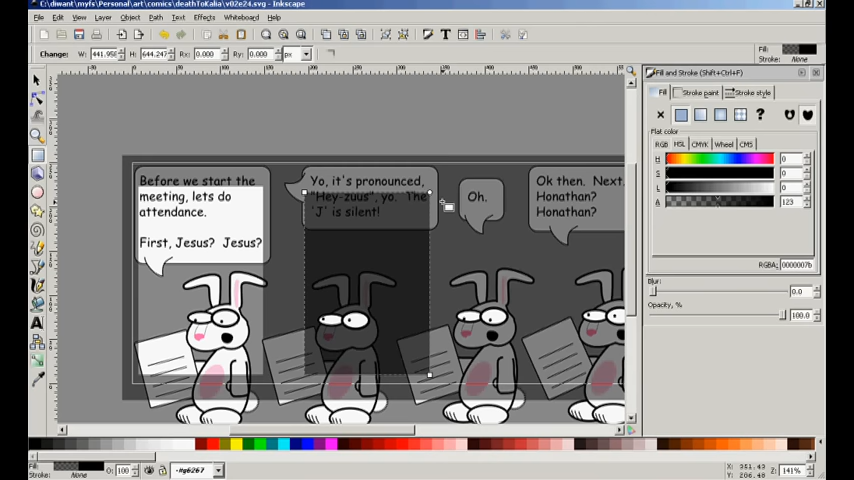 C:\diwant\myfs\Personal\art\comics\deathToKalia\v02e24.svg - Inkscape
File Edit View Layer Object Path Text Effects Whiteboard Help
Change: W: 441.95 H: 644.247 Rx: 0.000 Ry: 0.000 px
Fill:
Stroke: None
Fill and Stroke (Shift+Ctrl+F)
Fill Stroke paint Stroke style
Flat color
RGB HSL CMYK Wheel CMS
H 0
S 0
L 0
A 123
RGBA: 0000007b
Blur: 0.0
Opacity, % 100.0
Before we start the
meeting, lets do
attendance.
First, Jesus? Jesus?
Yo, it's pronounced,
"Hey-zuus", yo. The
'J' is silent!
Oh.
Ok then. Next.
Honathan?
Honathan?
Fill:
Stroke: None
O: 100
#g6267
X: 351.43
Y: 206.48
Z: 141%